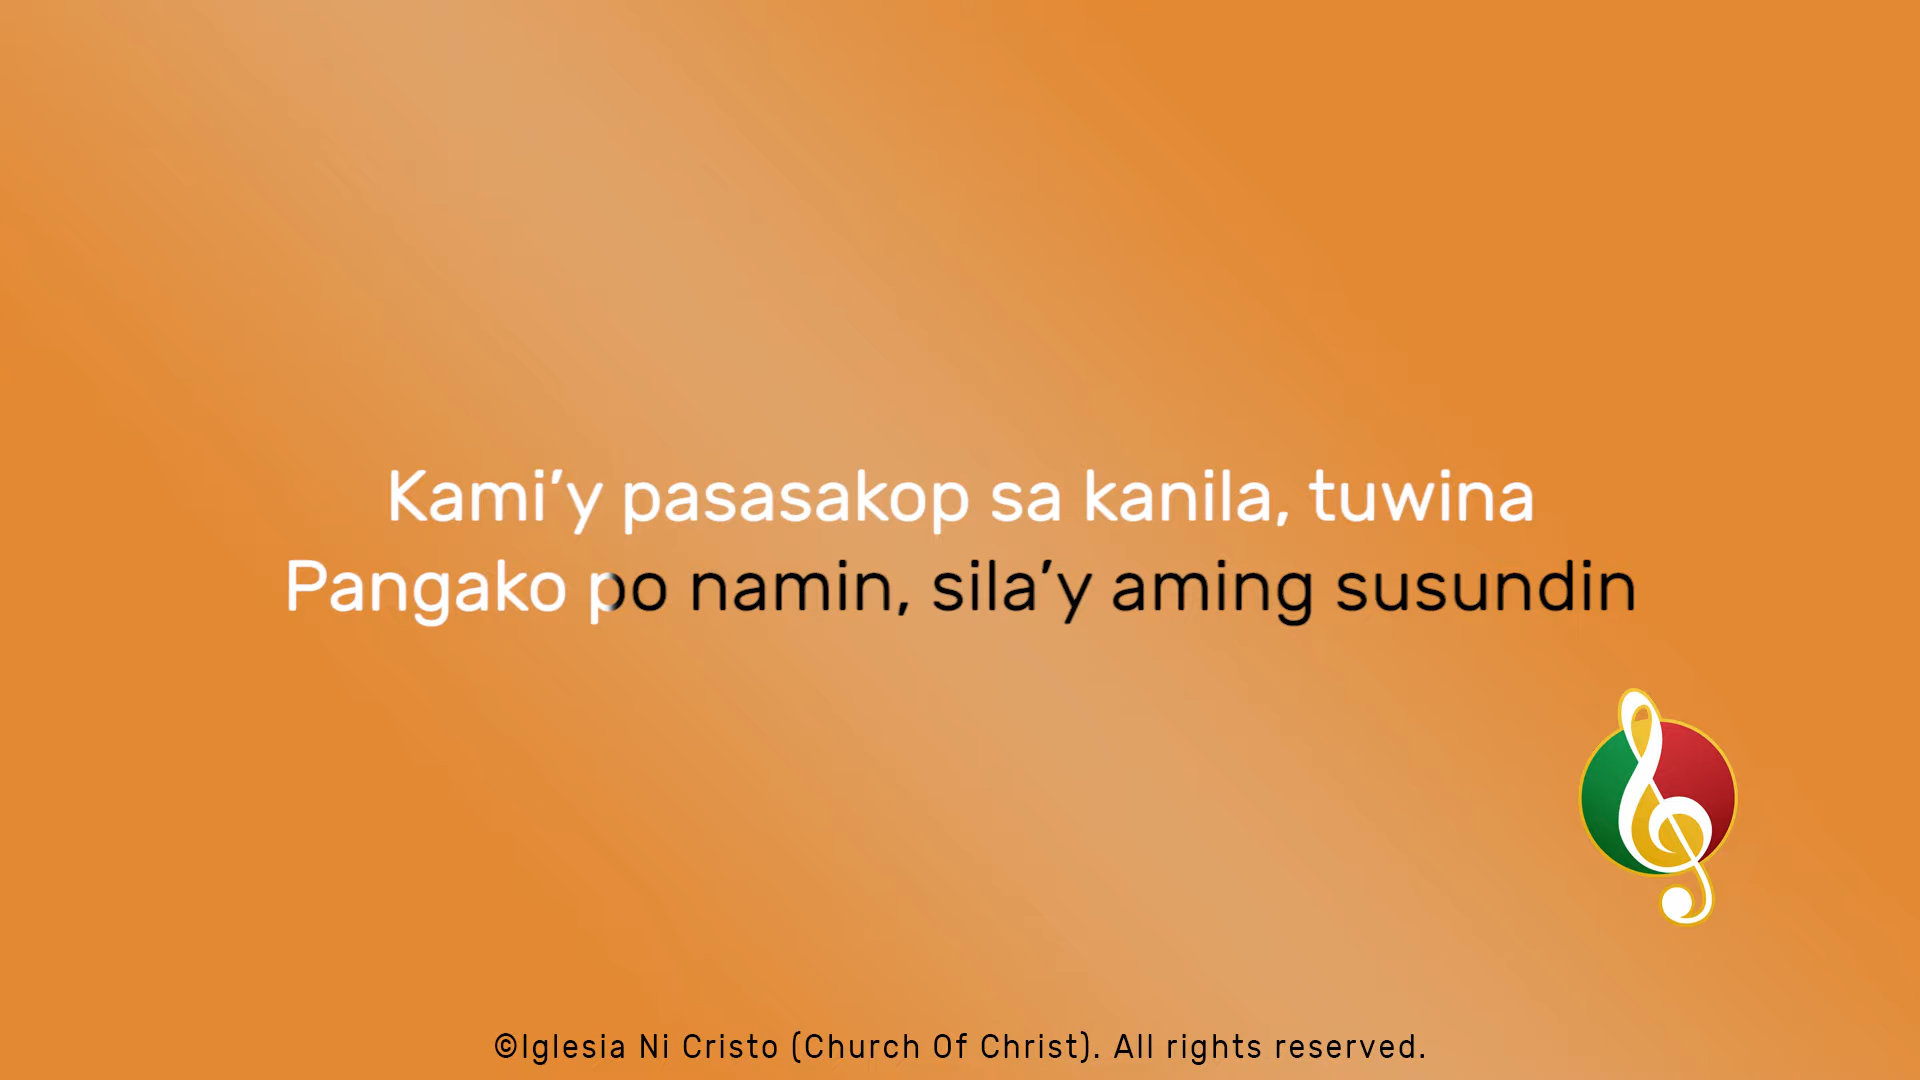 Kami’y pasasakop sa kanila, tuwina
Pangako po namin, sila’y aming susundin
©Iglesia Ni Cristo (Church Of Christ). All rights reserved.